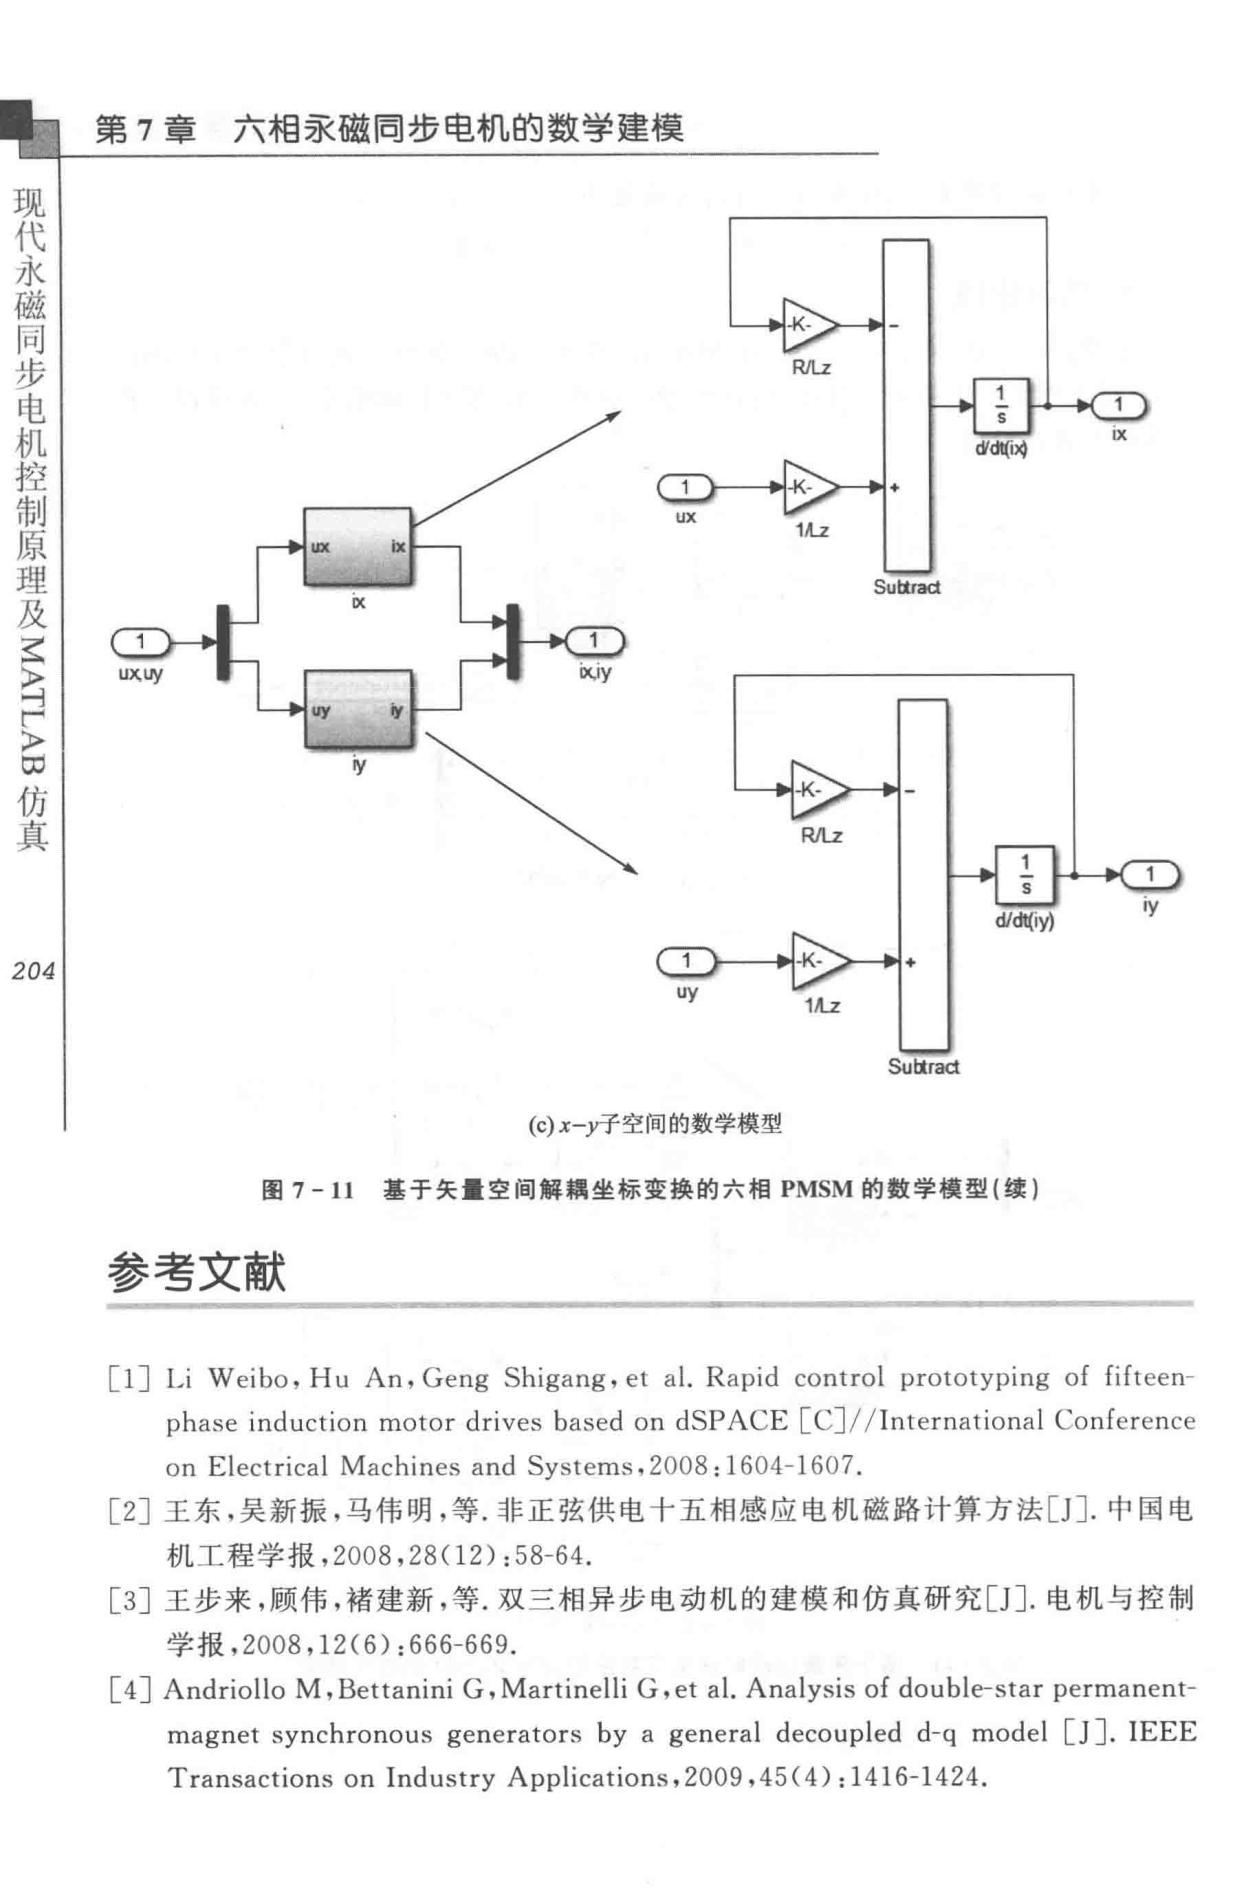 第 7 章 六相永磁同步电机的数学建模
现代永磁同步电机控制原理及MATLAB仿真
204
-K-
R/Lz
-
1
s
d/dt(ix)
1
ix
1
ux
-K-
1/Lz
+
Subtract
1
ux,uy
ux ix
ix
uy iy
iy
1
ix,iy
-K-
R/Lz
-
1
s
d/dt(iy)
1
iy
1
uy
-K-
1/Lz
+
Subtract
(c) x-y子空间的数学模型
图 7-11 基于矢量空间解耦坐标变换的六相 PMSM 的数学模型(续)
参考文献
[1] Li Weibo, Hu An, Geng Shigang, et al. Rapid control prototyping of fifteen-
phase induction motor drives based on dSPACE [C]//International Conference
on Electrical Machines and Systems,2008:1604-1607.
[2] 王东,吴新振,马伟明,等. 非正弦供电十五相感应电机磁路计算方法[J]. 中国电
机工程学报,2008,28(12):58-64.
[3] 王步来,顾伟,褚建新,等. 双三相异步电动机的建模和仿真研究[J]. 电机与控制
学报,2008,12(6):666-669.
[4] Andriollo M,Bettanini G,Martinelli G,et al. Analysis of double-star permanent-
magnet synchronous generators by a general decoupled d-q model [J]. IEEE
Transactions on Industry Applications,2009,45(4):1416-1424.